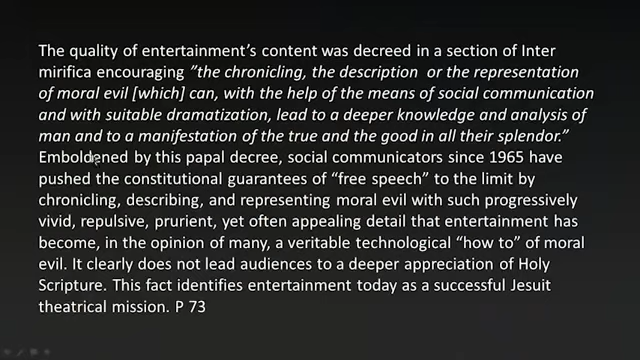 The quality of entertainment's content was decreed in a section of Inter
mirifica encouraging "the chronicling, the description or the representation
of moral evil [which] can, with the help of the means of social communication
and with suitable dramatization, lead to a deeper knowledge and analysis of
man and to a manifestation of the true and the good in all their splendor."
Emboldened by this papal decree, social communicators since 1965 have
pushed the constitutional guarantees of "free speech" to the limit by
chronicling, describing, and representing moral evil with such progressively
vivid, repulsive, prurient, yet often appealing detail that entertainment has
become, in the opinion of many, a veritable technological "how to" of moral
evil. It clearly does not lead audiences to a deeper appreciation of Holy
Scripture. This fact identifies entertainment today as a successful Jesuit
theatrical mission. P 73